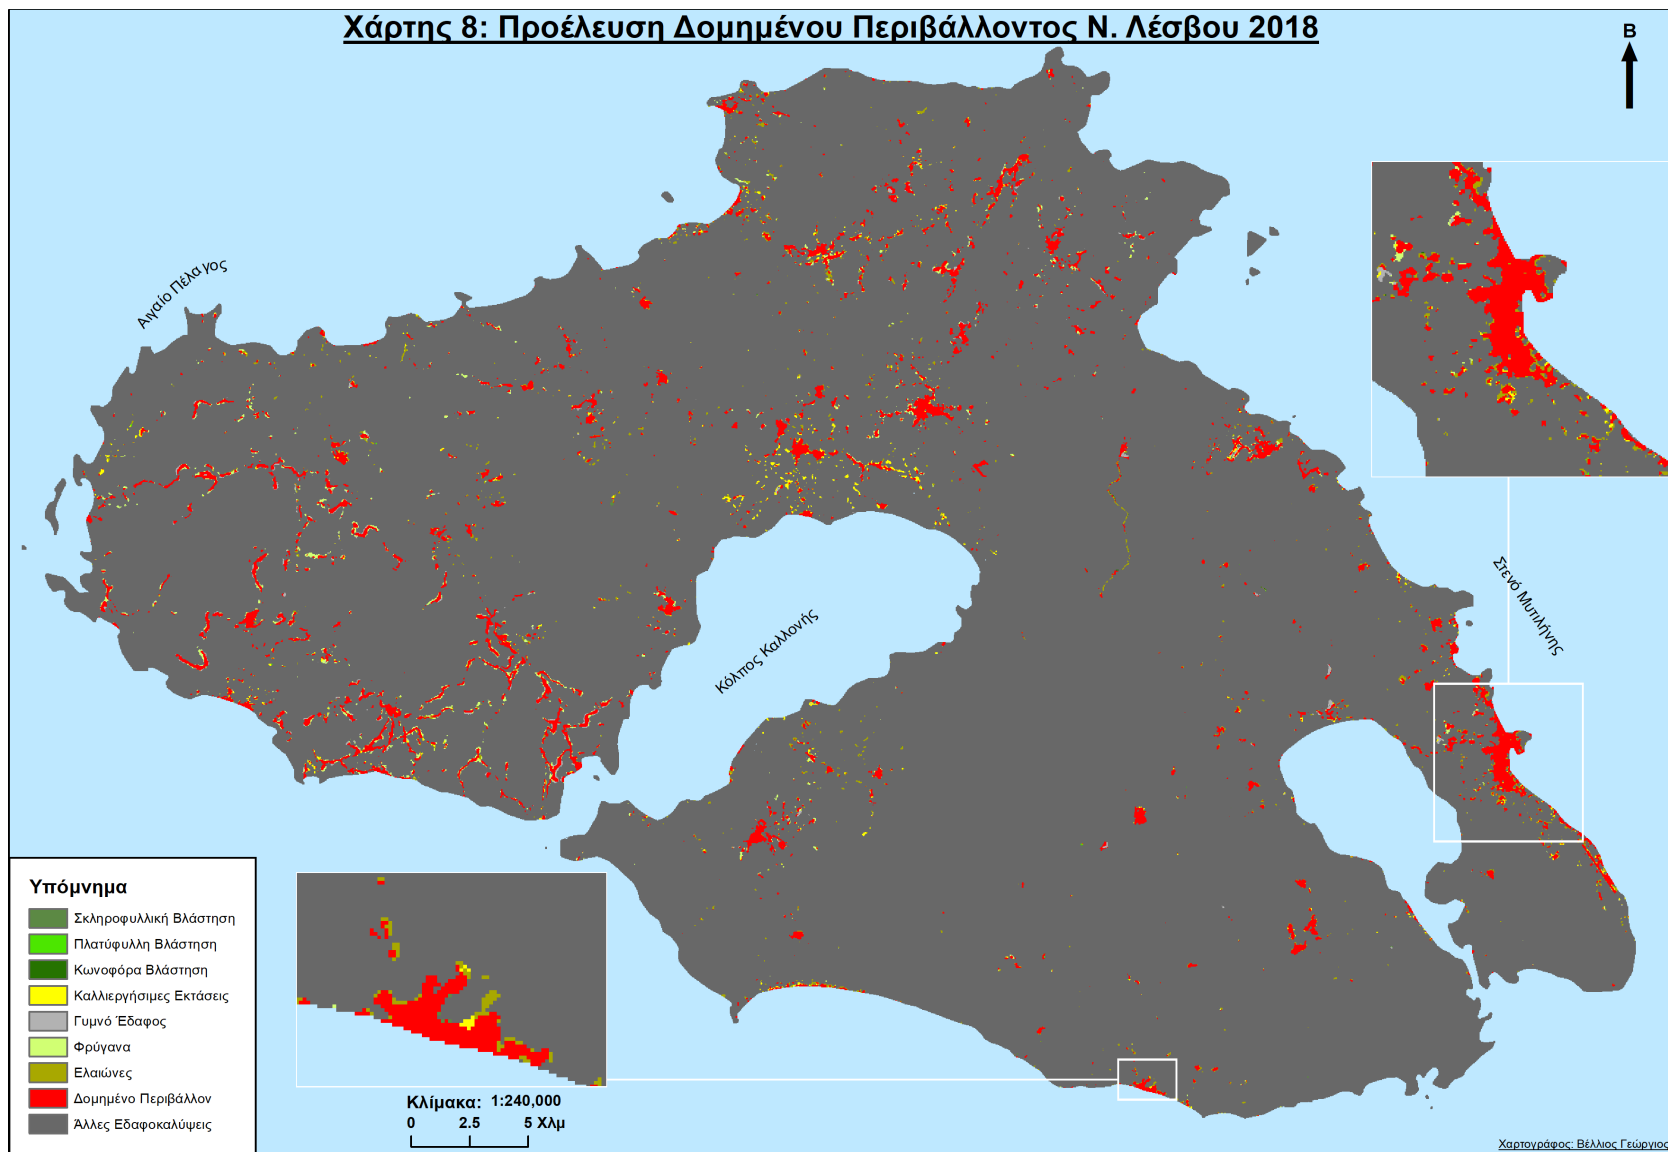 Χάρτης 8: Προέλευση Δομημένου Περιβάλλοντος Ν. Λέσβου 2018
Β
Αιγαίο Πέλαγος
Στενό Μυτιλήνης
Κόλπος Καλλονής
Υπόμνημα
Σκληροφυλλική Βλάστηση
Πλατύφυλλη Βλάστηση
Κωνοφόρα Βλάστηση
Καλλιεργήσιμες Εκτάσεις
Γυμνό Έδαφος
Φρύγανα
Ελαιώνες
Δομημένο Περιβάλλον
Άλλες Εδαφοκαλύψεις
Κλίμακα: 1:240,000
0 2.5 5 Χλμ
Χαρτογράφος: Βέλλιος Γεώργιος